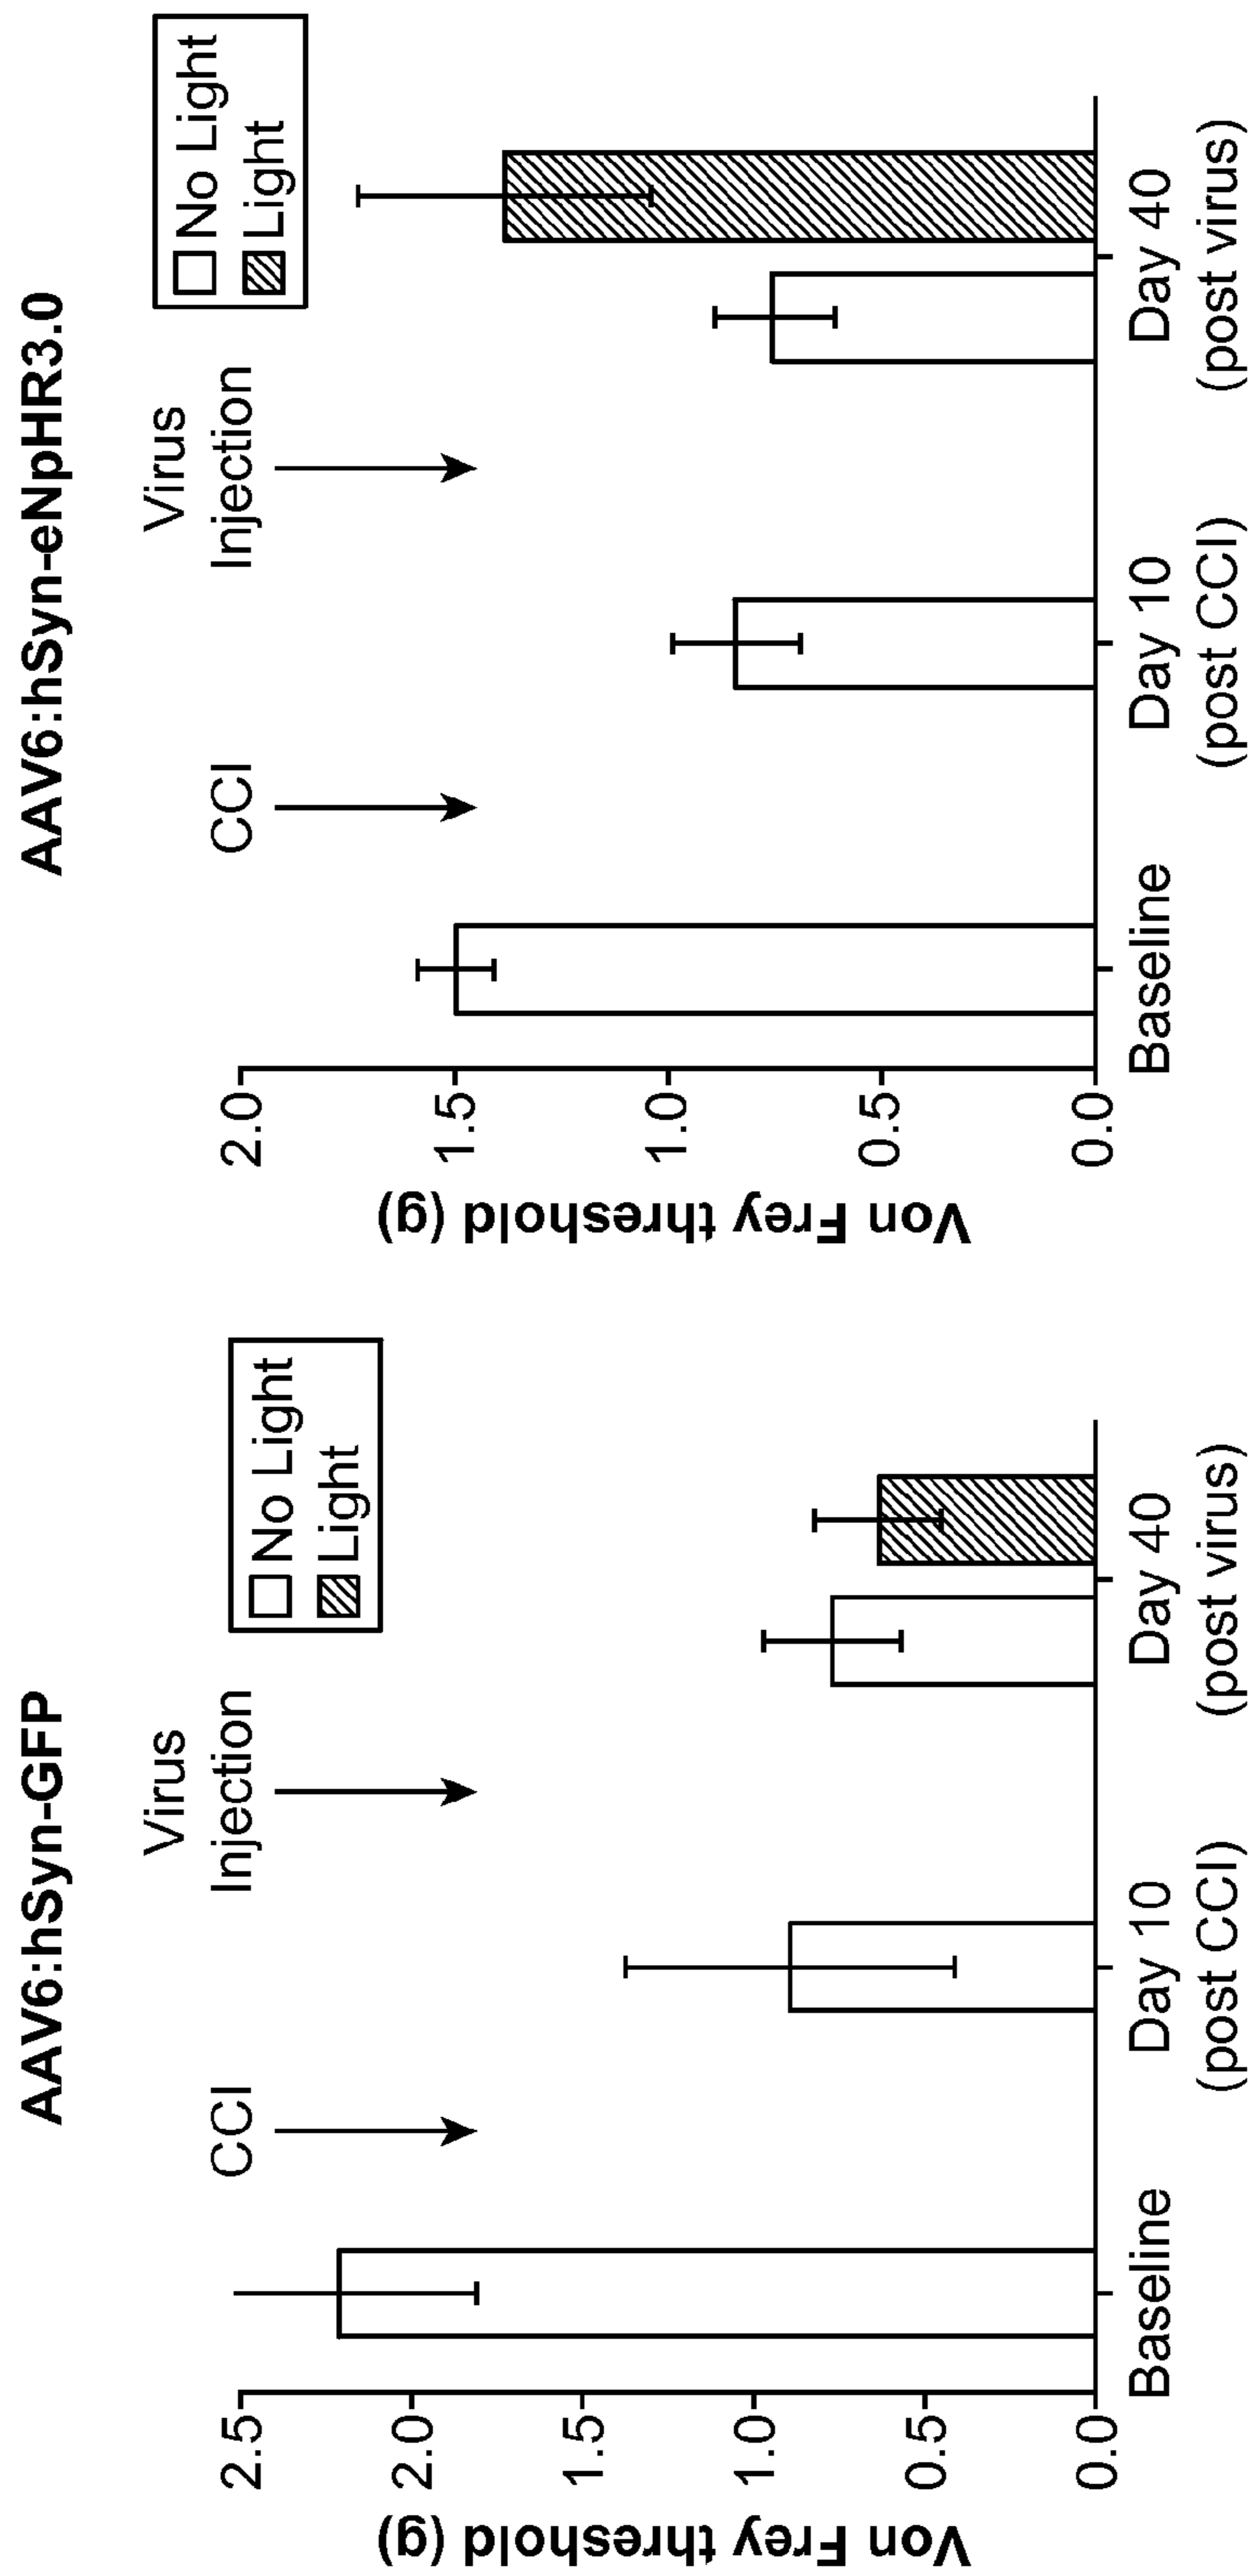 AAV6:hSyn-GFP
Virus
Injection
CCI
No Light
Light
Von Frey threshold (g)
2.5
2.0
1.5
1.0
0.5
0.0
Baseline
Day 10
(post CCI)
Day 40
(post virus)
AAV6:hSyn-eNpHR3.0
Virus
Injection
CCI
No Light
Light
Von Frey threshold (g)
2.0
1.5
1.0
0.5
0.0
Baseline
Day 10
(post CCI)
Day 40
(post virus)